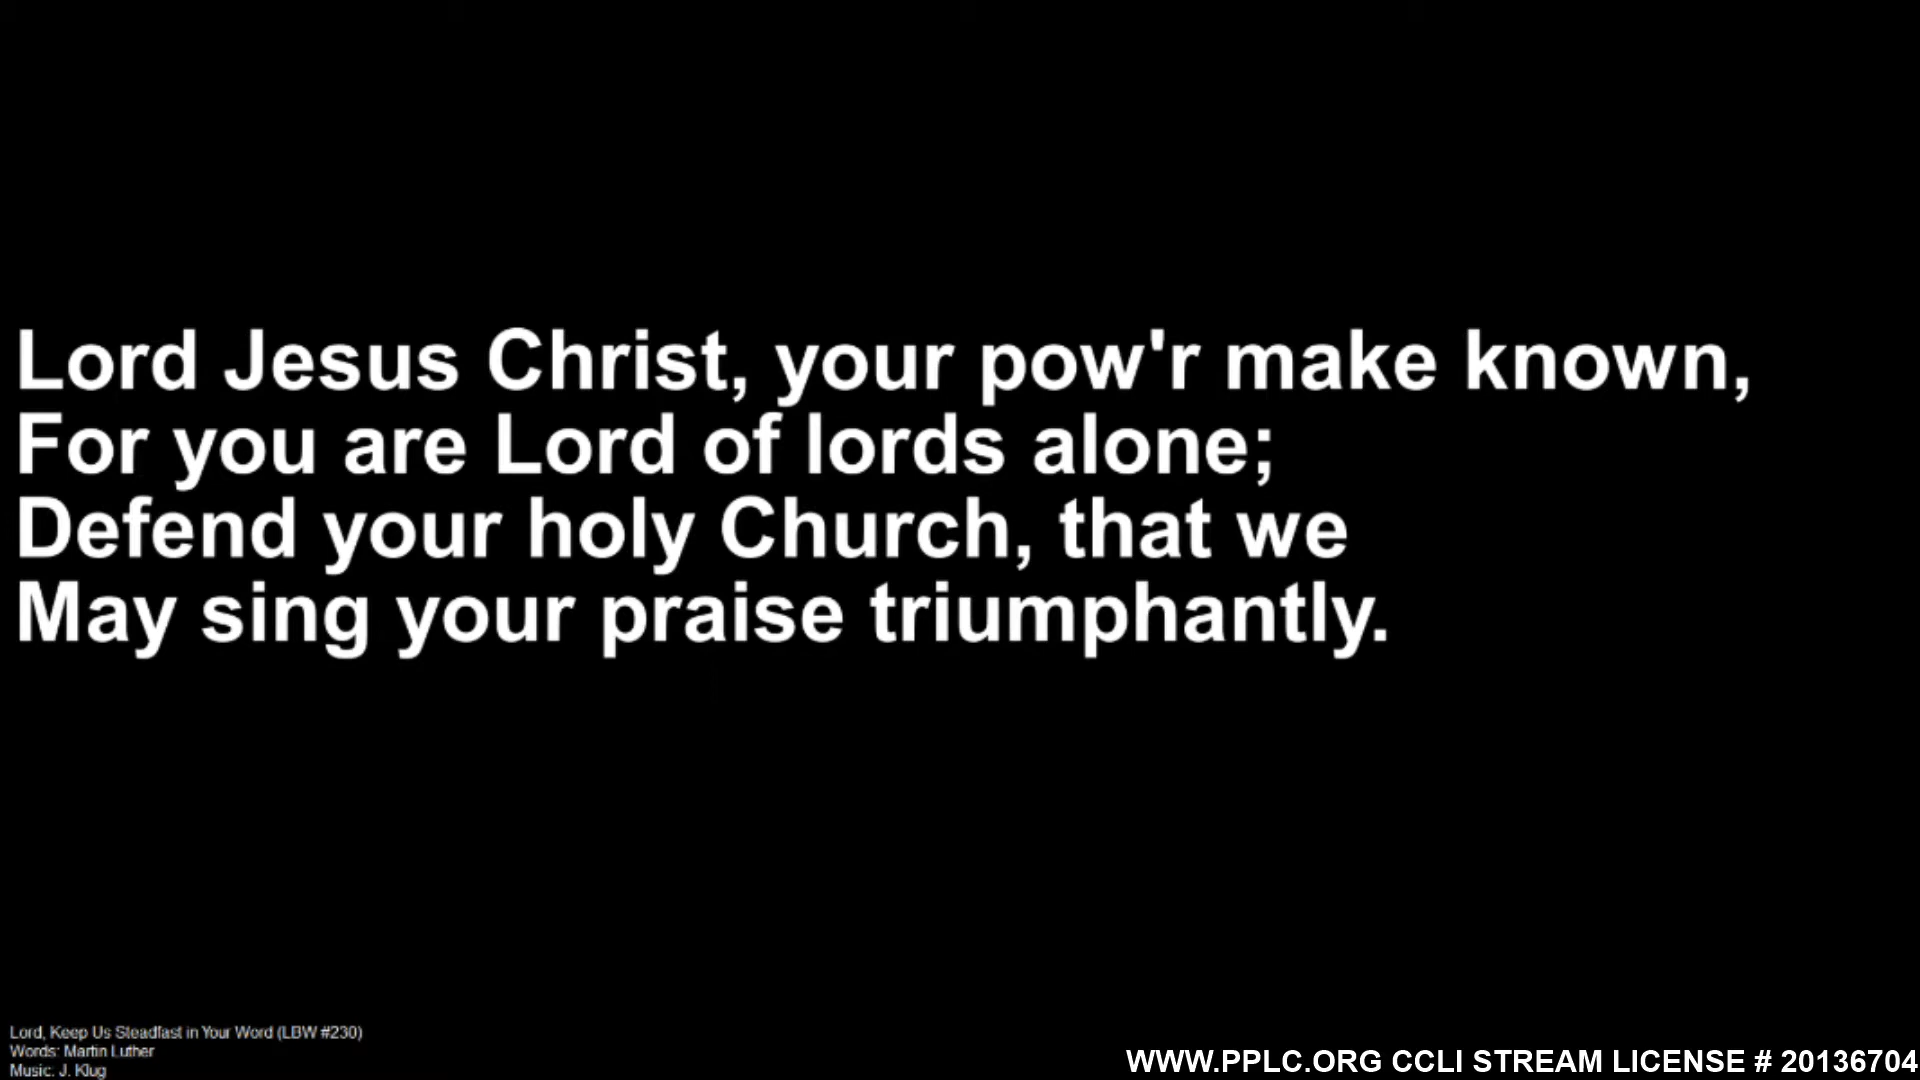 Lord Jesus Christ, your pow'r make known,
For you are Lord of lords alone;
Defend your holy Church, that we
May sing your praise triumphantly.
Lord, Keep Us Steadfast in Your Word (LBW #230)
Words: Martin Luther
Music: J. Klug
WWW.PPLC.ORG CCLI STREAM LICENSE # 20136704